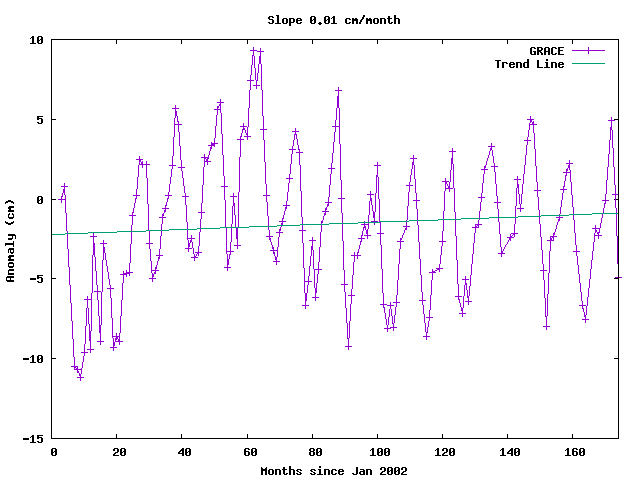 Slope 0.01 cm/month
GRACE
Trend Line
10
5
0
-5
-10
-15
Anomaly (cm)
0 20 40 60 80 100 120 140 160
Months since Jan 2002